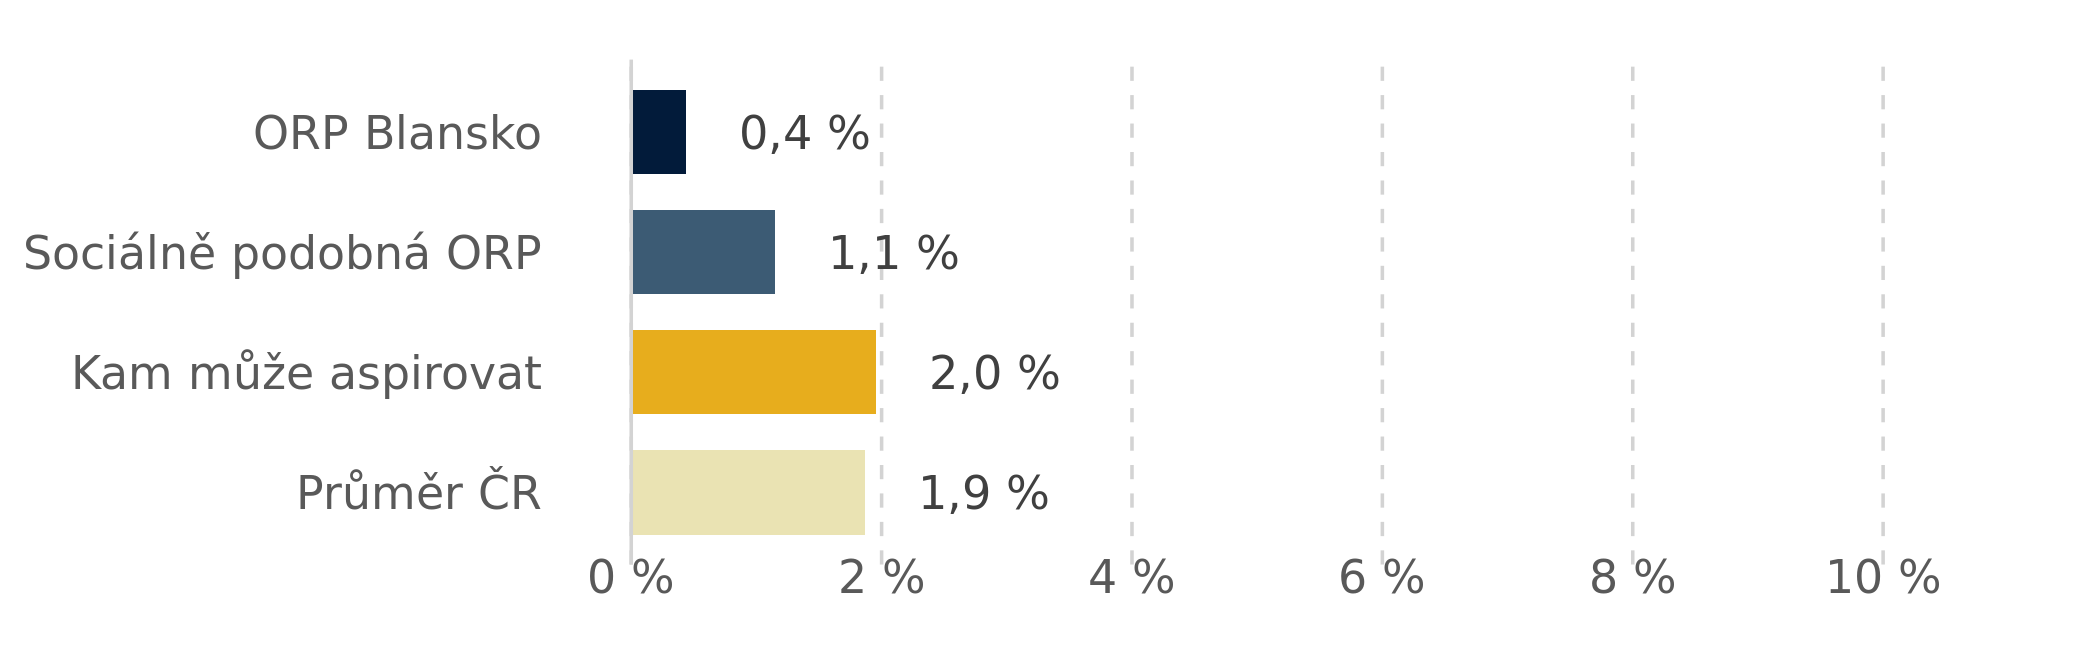 ORP Blansko 0,4 %
Sociálně podobná ORP 1,1 %
Kam může aspirovat 2,0 %
Průměr ČR 1,9 %
0 % 2 % 4 % 6 % 8 % 10 %